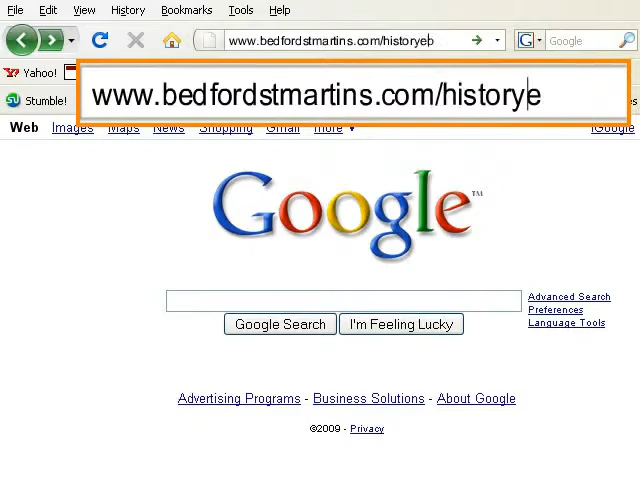 File Edit View History Bookmarks Tools Help
www.bedfordstmartins.com/historyeb G Google
Yahoo!
www.bedfordstmartins.com/historye
Stumble!
Web Images Maps News Shopping Gmail more iGoogle
Google™
Advanced Search
Preferences
Language Tools
Google Search I'm Feeling Lucky
Advertising Programs - Business Solutions - About Google
©2009 - Privacy